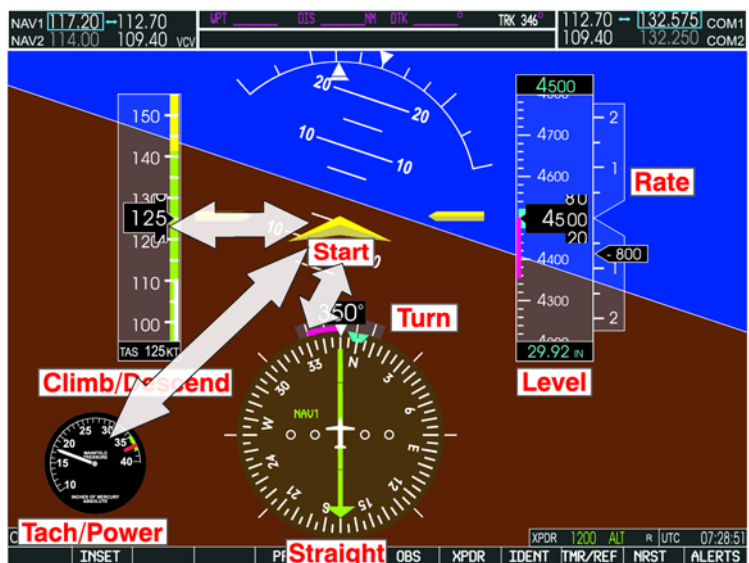 NAV1 117.20 ↔ 112.70
NAV2 114.00 109.40 VCV
WPT DIS NM DTK ° TRK 346°
112.70 ↔ 132.575 COM1
109.40 132.250 COM2
150
140
130
125
120
110
100
TAS 125KT
20 20
10 10
10
Start
4500
4700
4600
80
4500
20
4400
4300
29.92 IN
2
1
Rate
-800
1
2
350°
Turn
Climb/Descend
Level
N
3
6
E
12
15
S
21
24
W
30
33
NAV1
10
15
20
25
30
35
40
MANIFOLD
PRESSURE
INCHES OF MERCURY
ABSOLUTE
Tach/Power
Straight
XPDR 1200 ALT R UTC 07:28:51
INSET OBS XPDR IDENT TMR/REF NRST ALERTS